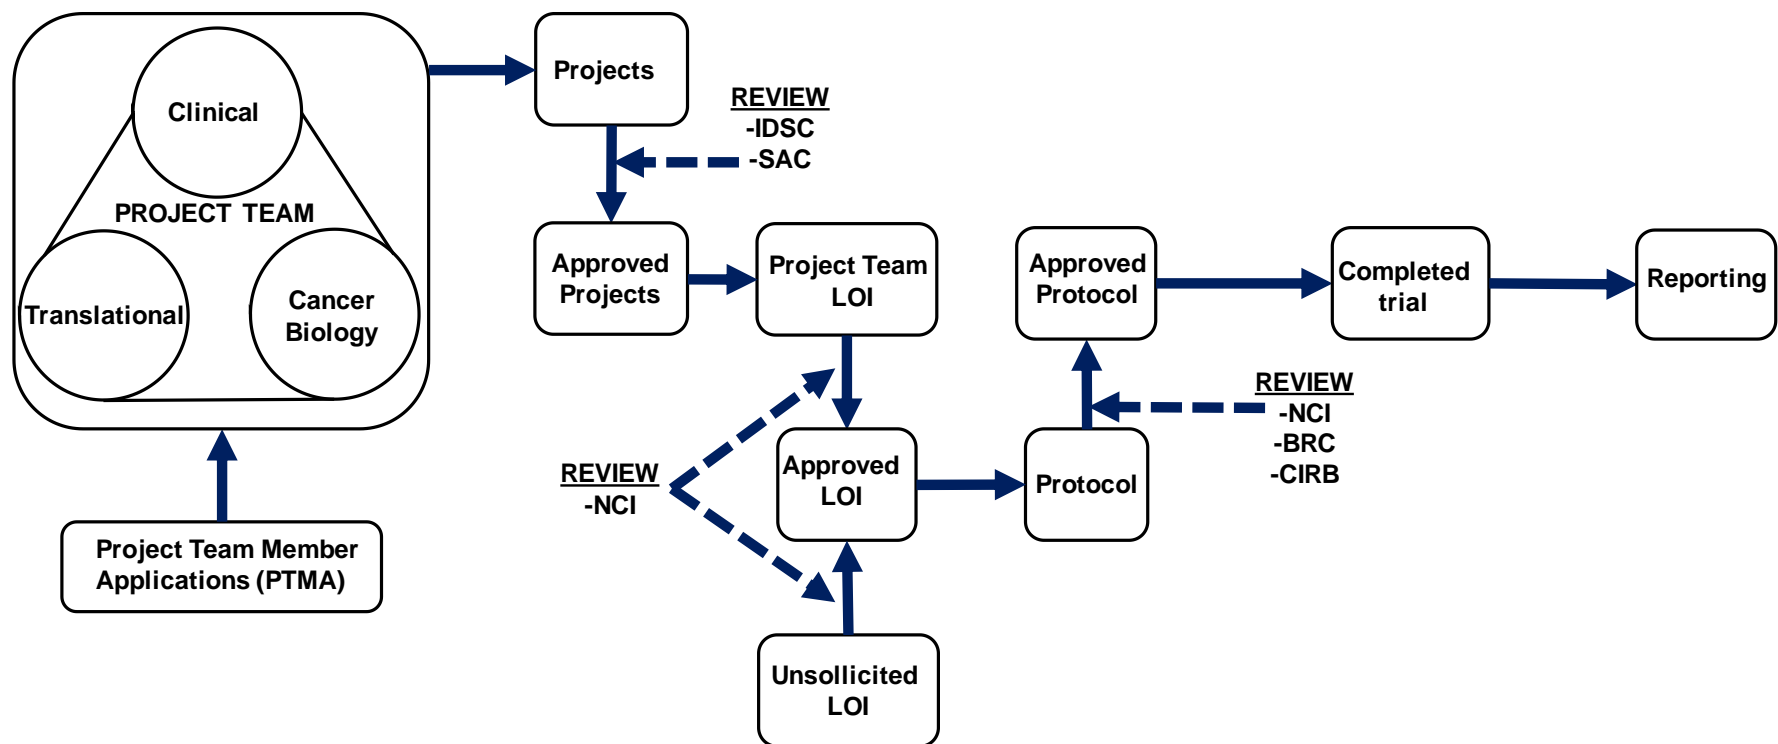 Clinical
PROJECT TEAM
Translational
Cancer
Biology
Project Team Member
Applications (PTMA)
Projects
REVIEW
-IDSC
-SAC
Approved
Projects
Project Team
LOI
REVIEW
-NCI
Approved
LOI
Unsollicited
LOI
Protocol
REVIEW
-NCI
-BRC
-CIRB
Approved
Protocol
Completed
trial
Reporting